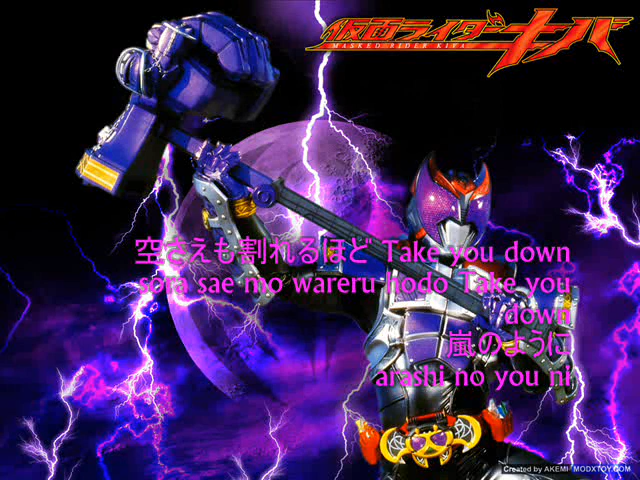 仮面ライダーキバ
MASKED RIDER KIVA
空さえも割れるほど Take you down
sora sae mo wareru hodo Take you
down
嵐のように
arashi no you ni
Created by AKEMI MODXTOY.COM